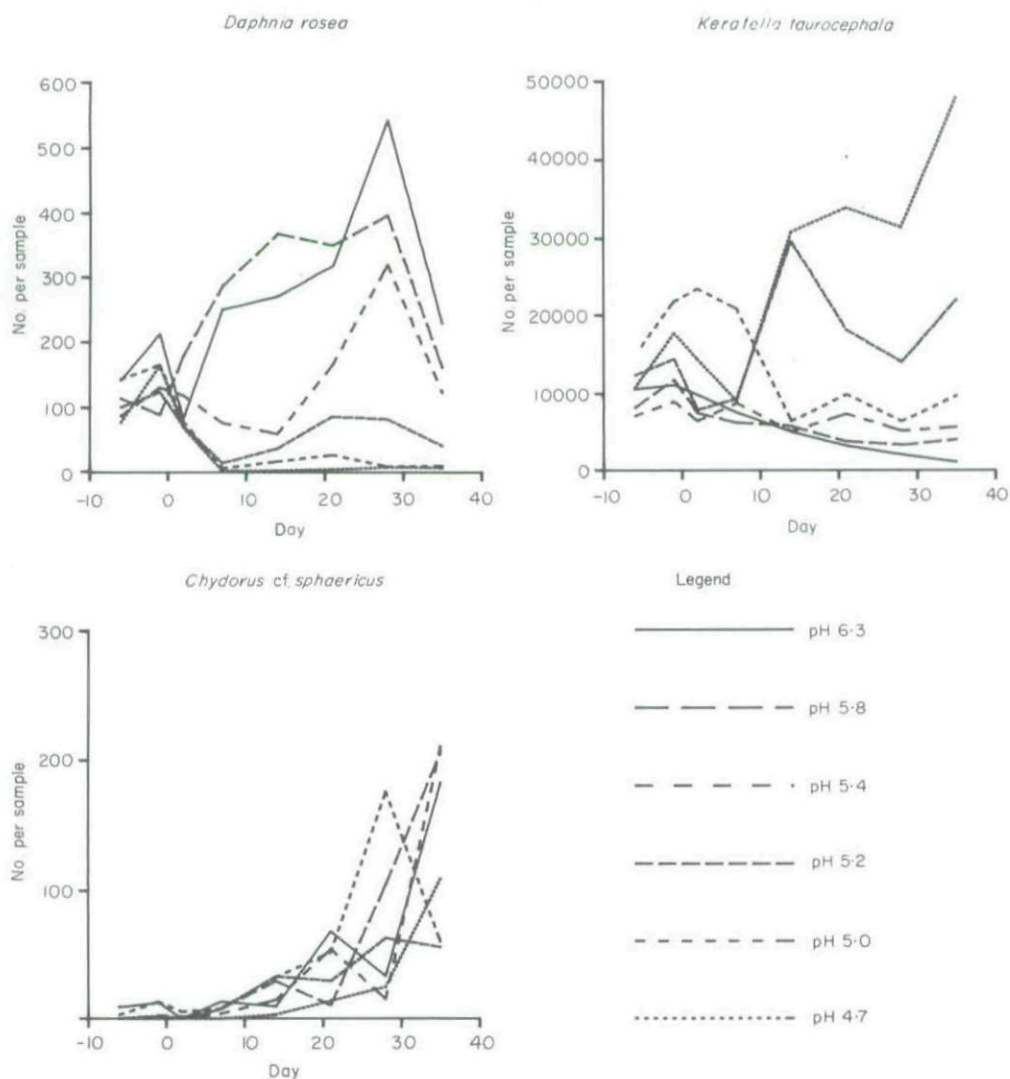 Daphnia rosea
Keratella taurocephala
600
500
400
300
200
100
0
-10
0
10
20
30
40
No. per sample
Day
50000
40000
30000
20000
10000
0
-10
0
10
20
30
40
No. per sample
Day
Chydorus cf. sphaericus
300
200
100
-10
0
10
20
30
40
No. per sample
Day
Legend
pH 6·3
pH 5·8
pH 5·4
pH 5·2
pH 5·0
pH 4·7